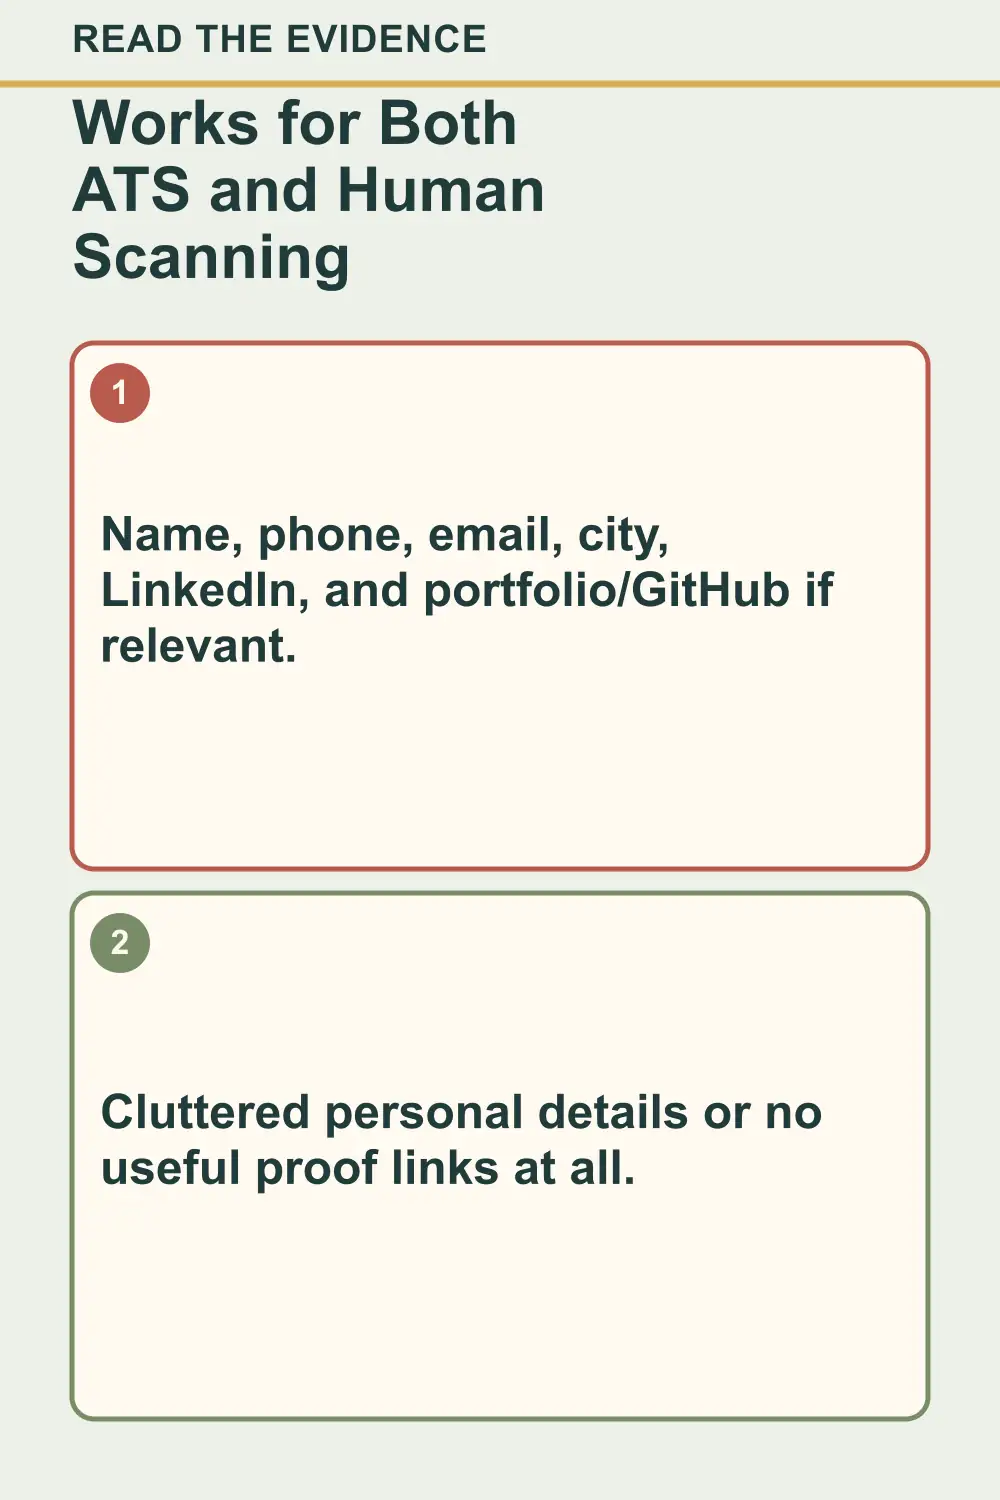 READ THE EVIDENCE
Works for Both
ATS and Human
Scanning
1
Name, phone, email, city,
LinkedIn, and portfolio/GitHub if
relevant.
2
Cluttered personal details or no
useful proof links at all.